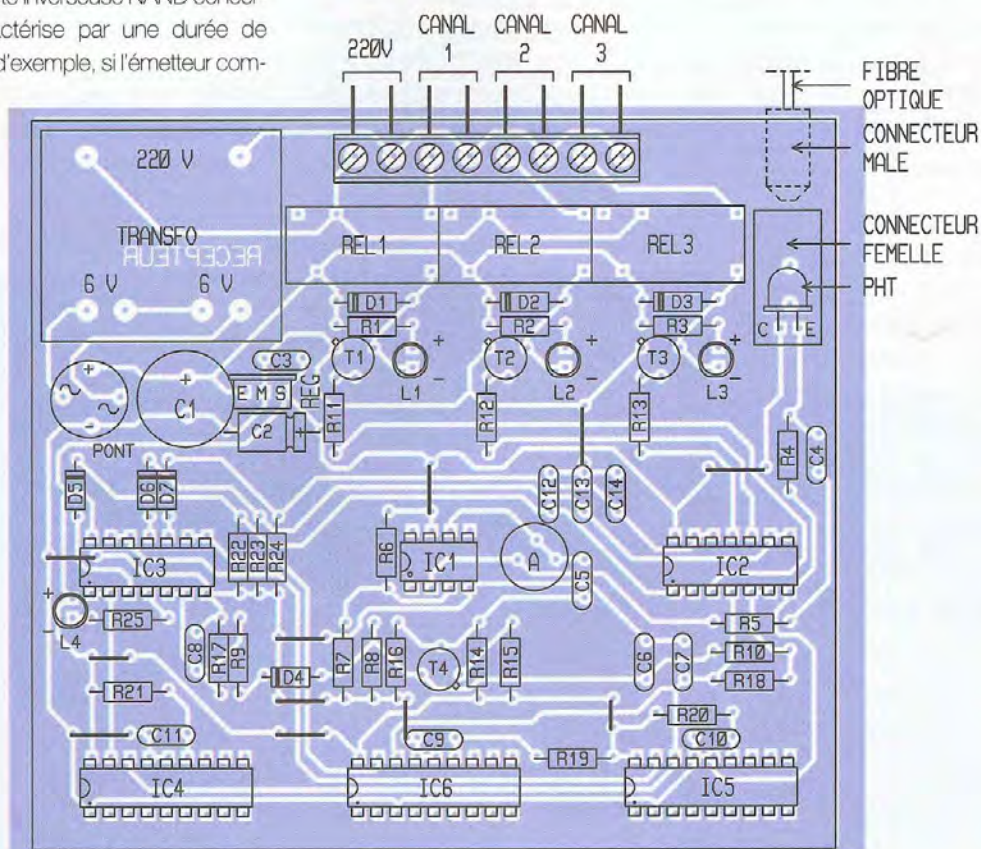 te inverseuse NAND concer-
actérise par une durée de
d'exemple, si l'émetteur com-
220V
CANAL
1
CANAL
2
CANAL
3
FIBRE
OPTIQUE
CONNECTEUR
MALE
CONNECTEUR
FEMELLE
PHT
220 V
TRANSFO
RECEPTEUR
6 V 6 V
REL1 REL2 REL3
D1 D2 D3
R1 R2 R3
T1 T2 T3
+ + +
- - -
L1 L2 L3
C E
C3
E M S
REG
C1
+
C2
+
+
-
PONT
R11 R12 R13
R4 C4
D5 D6 D7
C12 C13 C14
R22 R23 R24
R6
IC3 IC1 A IC2
C5
+
-
L4
R25
C8 R17 R9
D4
R7 R8 R16
T4
R14 R15
C6 C7
R5
R10
R18
R21
R20
C11 C9 R19 C10
IC4 IC6 IC5